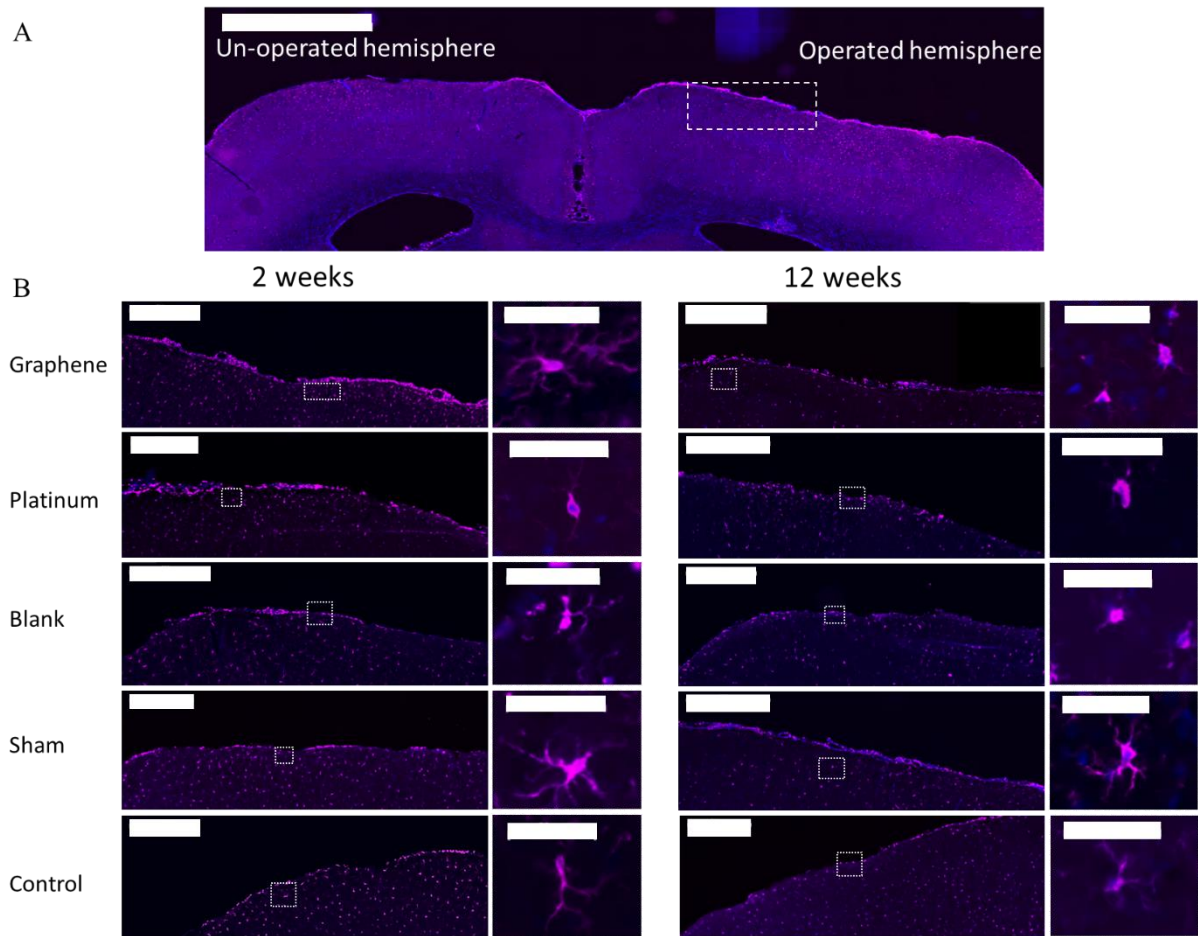 A
Un-operated hemisphere
Operated hemisphere
B
2 weeks
12 weeks
Graphene
Platinum
Blank
Sham
Control